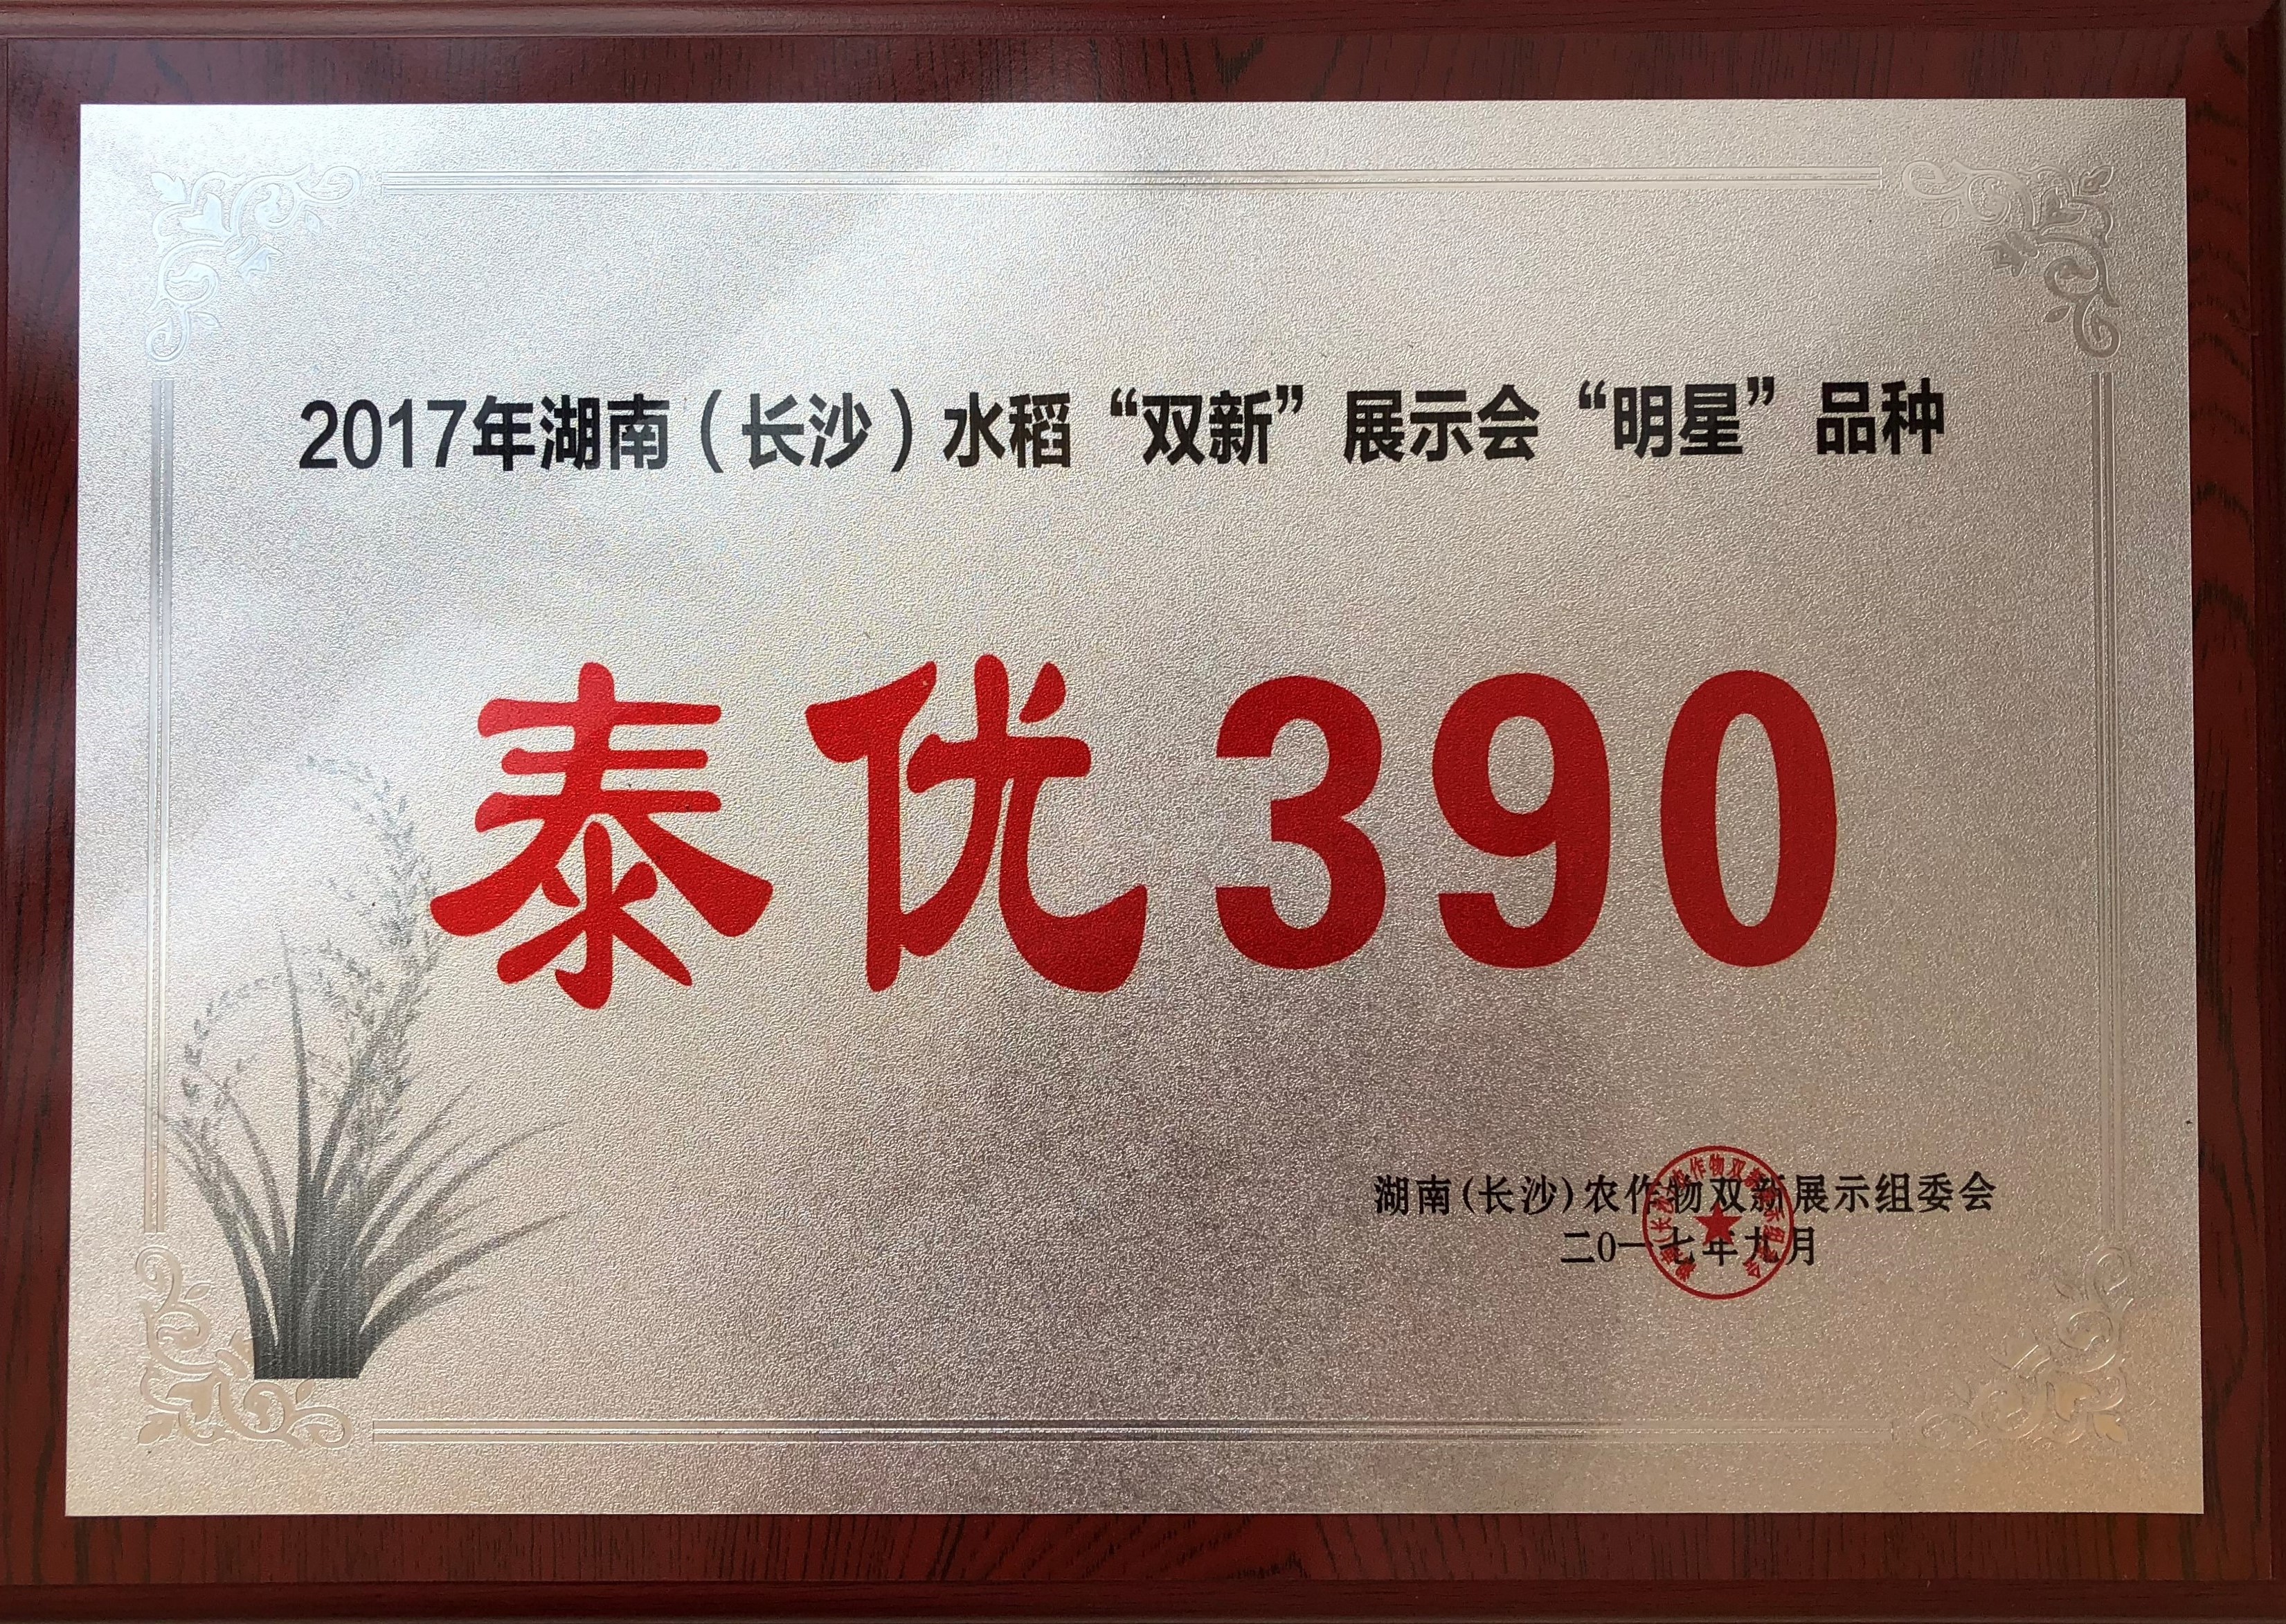 2017年湖南（长沙）水稻“双新”展示会“明星”品种
泰优390
湖南(长沙)农作物双新展示组委会
二0一七年九月